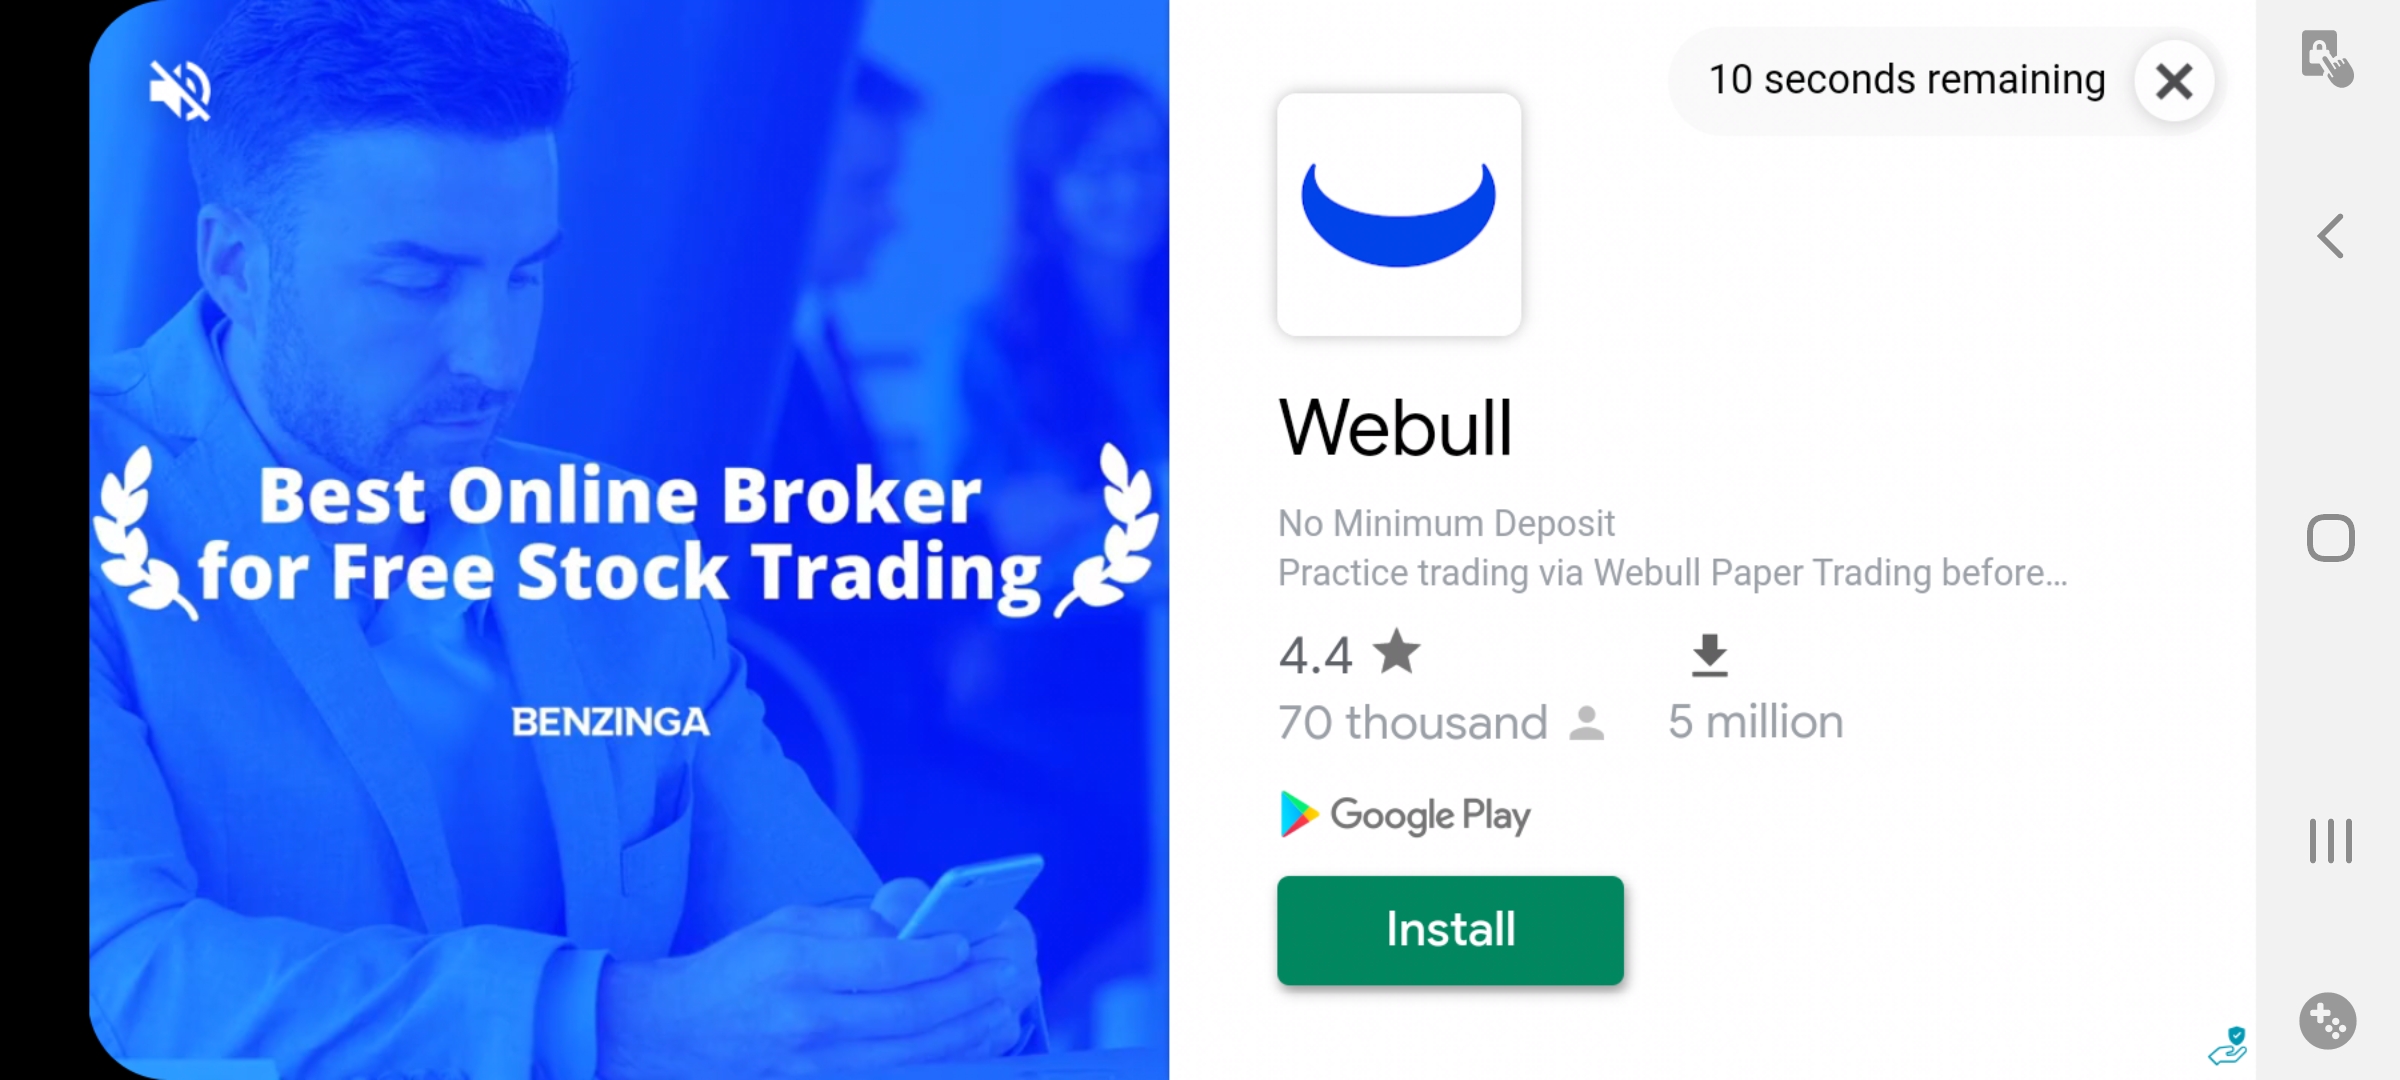 Best Online Broker
for Free Stock Trading
BENZINGA
10 seconds remaining
Webull
No Minimum Deposit
Practice trading via Webull Paper Trading before...
4.4
70 thousand
5 million
Google Play
Install